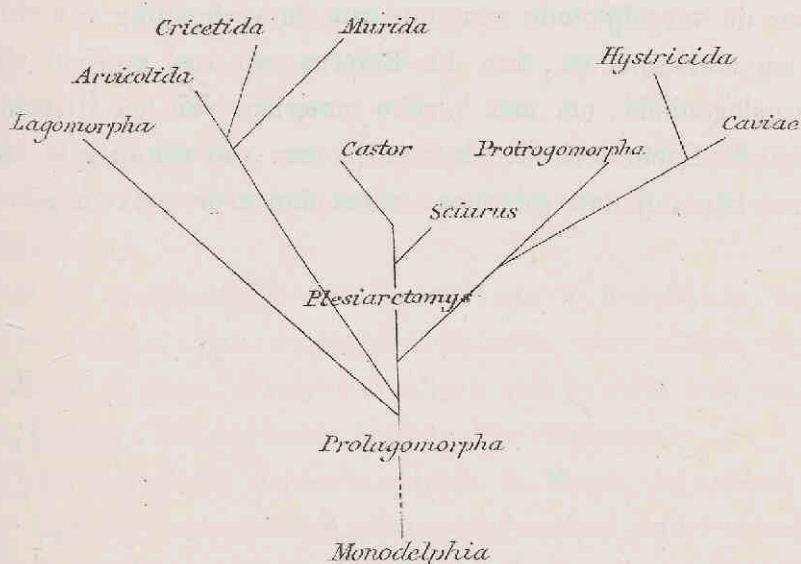 Cricetida
Murida
Hystricida
Arvicolida
Lagomorpha
Caviae
Castor
Protrogomorpha
Sciurus
Plesiarctomys
Prolagomorpha
Monodelphia